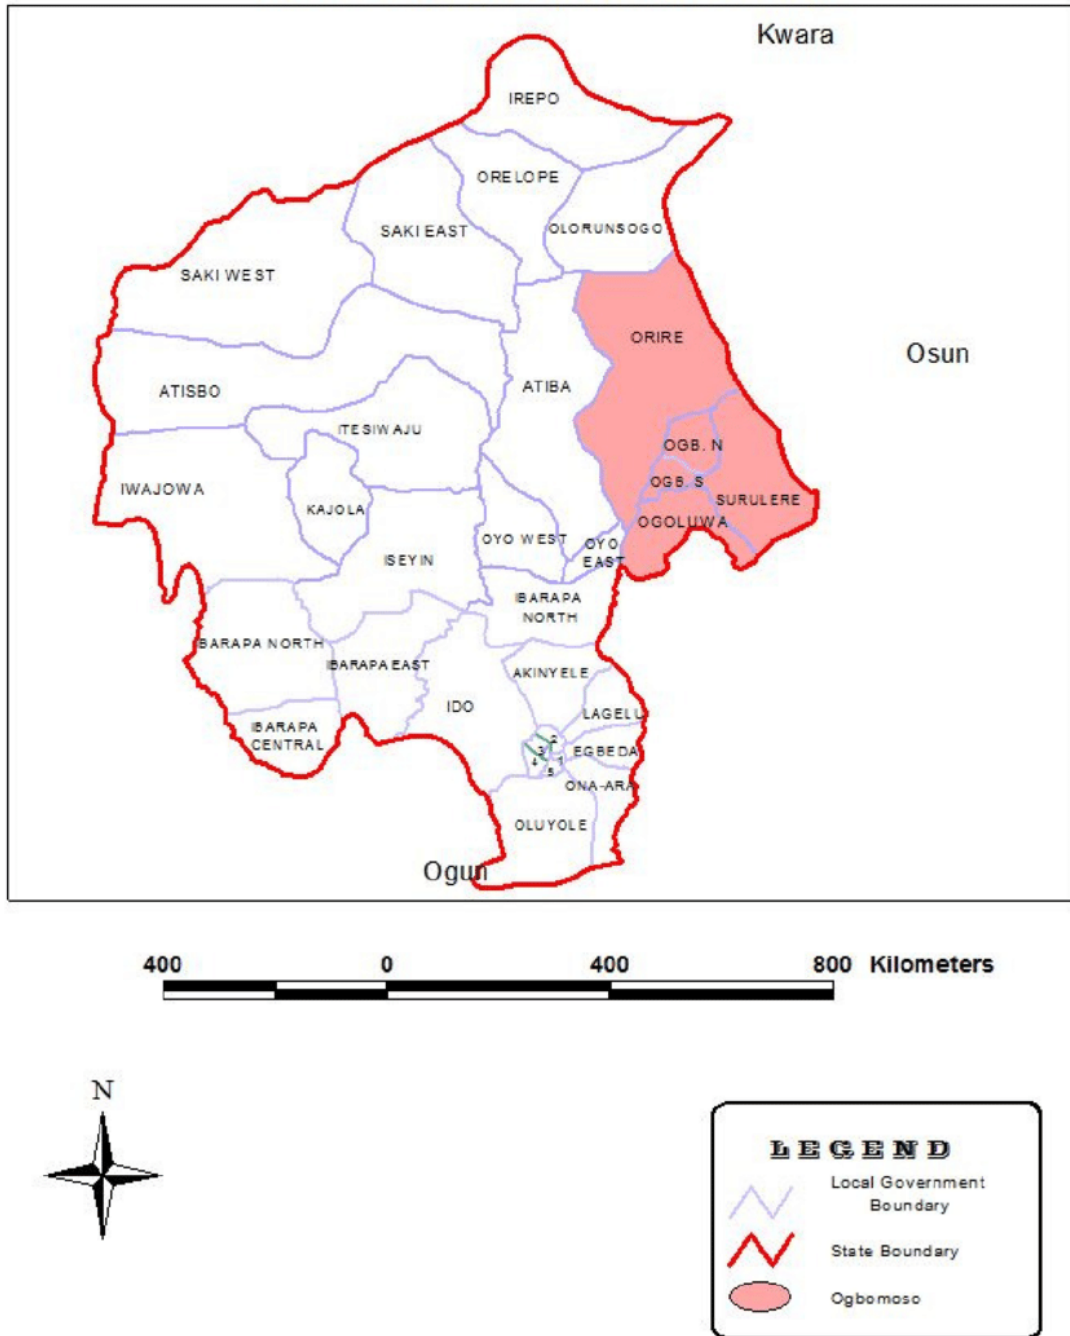 Kwara
IREPO
ORELOPE
OLORUNSOGO
SAKI EAST
SAKI WEST
ORIRE
Osun
ATISBO
ATIBA
ITESIWAJU
OGB. N
IWAJOWA
OGB. S
KAJOLA
SURULERE
OGOLUWA
OYO WEST
OYO
EAST
ISEYIN
IBARAPA
NORTH
IBARAPA NORTH
IBARAPA EAST
AKINYELE
IDO
LAGELU
IBARAPA
CENTRAL
2
3
1
4
5
EGBEDA
ONA-ARA
OLUYOLE
Ogun
400 0 400 800 Kilometers
N
LEGEND
Local Government
Boundary
State Boundary
Ogbomoso